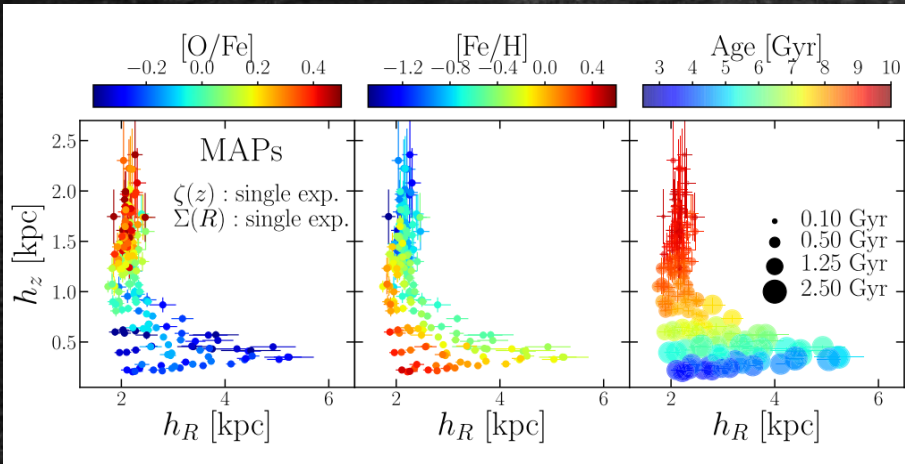 [O/Fe] [Fe/H] Age [Gyr]
−0.2 0.0 0.2 0.4 −1.2 −0.8 −0.4 0.0 0.4 3 4 5 6 7 8 9 10
2.5
MAPs
ζ(z) : single exp.
Σ(R) : single exp.
2.0
1.5
1.0
0.5
h_z [kpc]
0.10 Gyr
0.50 Gyr
1.25 Gyr
2.50 Gyr
2 4 6 2 4 6 2 4 6
h_R [kpc] h_R [kpc] h_R [kpc]